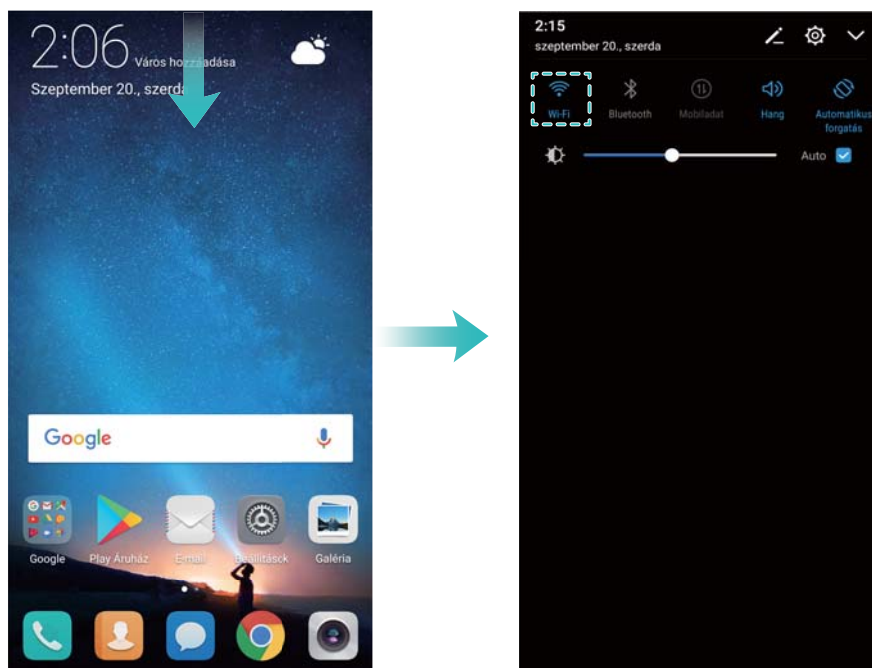 2:06
Város hozzáadása
Szeptember 20., szerda
Google
Google
Play Áruház
E-mail
Beállítások
Galéria
2:15
szeptember 20., szerda
Wi-Fi
Bluetooth
Mobiladat
Hang
Automatikus
forgatás
Auto